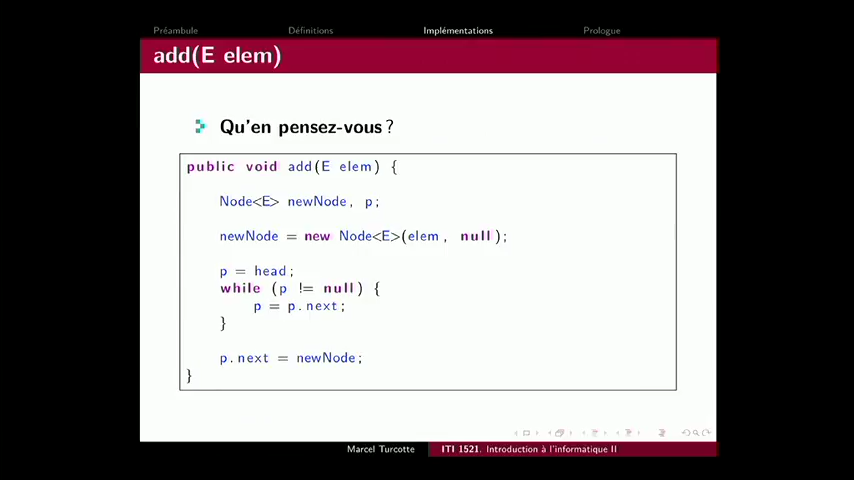 Préambule Définitions Implémentations Prologue
add(E elem)
Qu'en pensez-vous ?
public void add(E elem) {
Node<E> newNode, p;
newNode = new Node<E>(elem, null);
p = head;
while (p != null) {
p = p.next;
}
p.next = newNode;
}
Marcel Turcotte ITI 1521. Introduction à l'informatique II